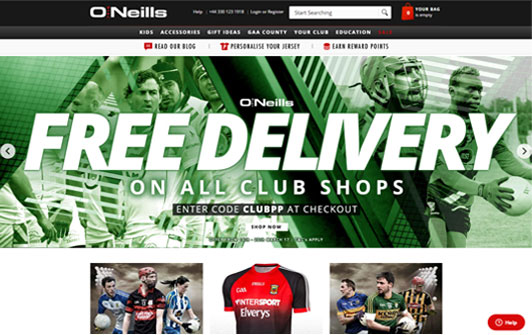 O'Neills
Help | +44 330 123 1918 | Login or Register
Start Searching
YOUR BAG
is empty
KIDS ACCESSORIES GIFT IDEAS GAA COUNTY YOUR CLUB EDUCATION SALE
READ OUR BLOG | PERSONALISE YOUR JERSEY | EARN REWARD POINTS
O'Neills
FREE DELIVERY
ON ALL CLUB SHOPS
ENTER CODE CLUBPP AT CHECKOUT
SHOP NOW
APPLY
INTERSPORT
Elverys
Help